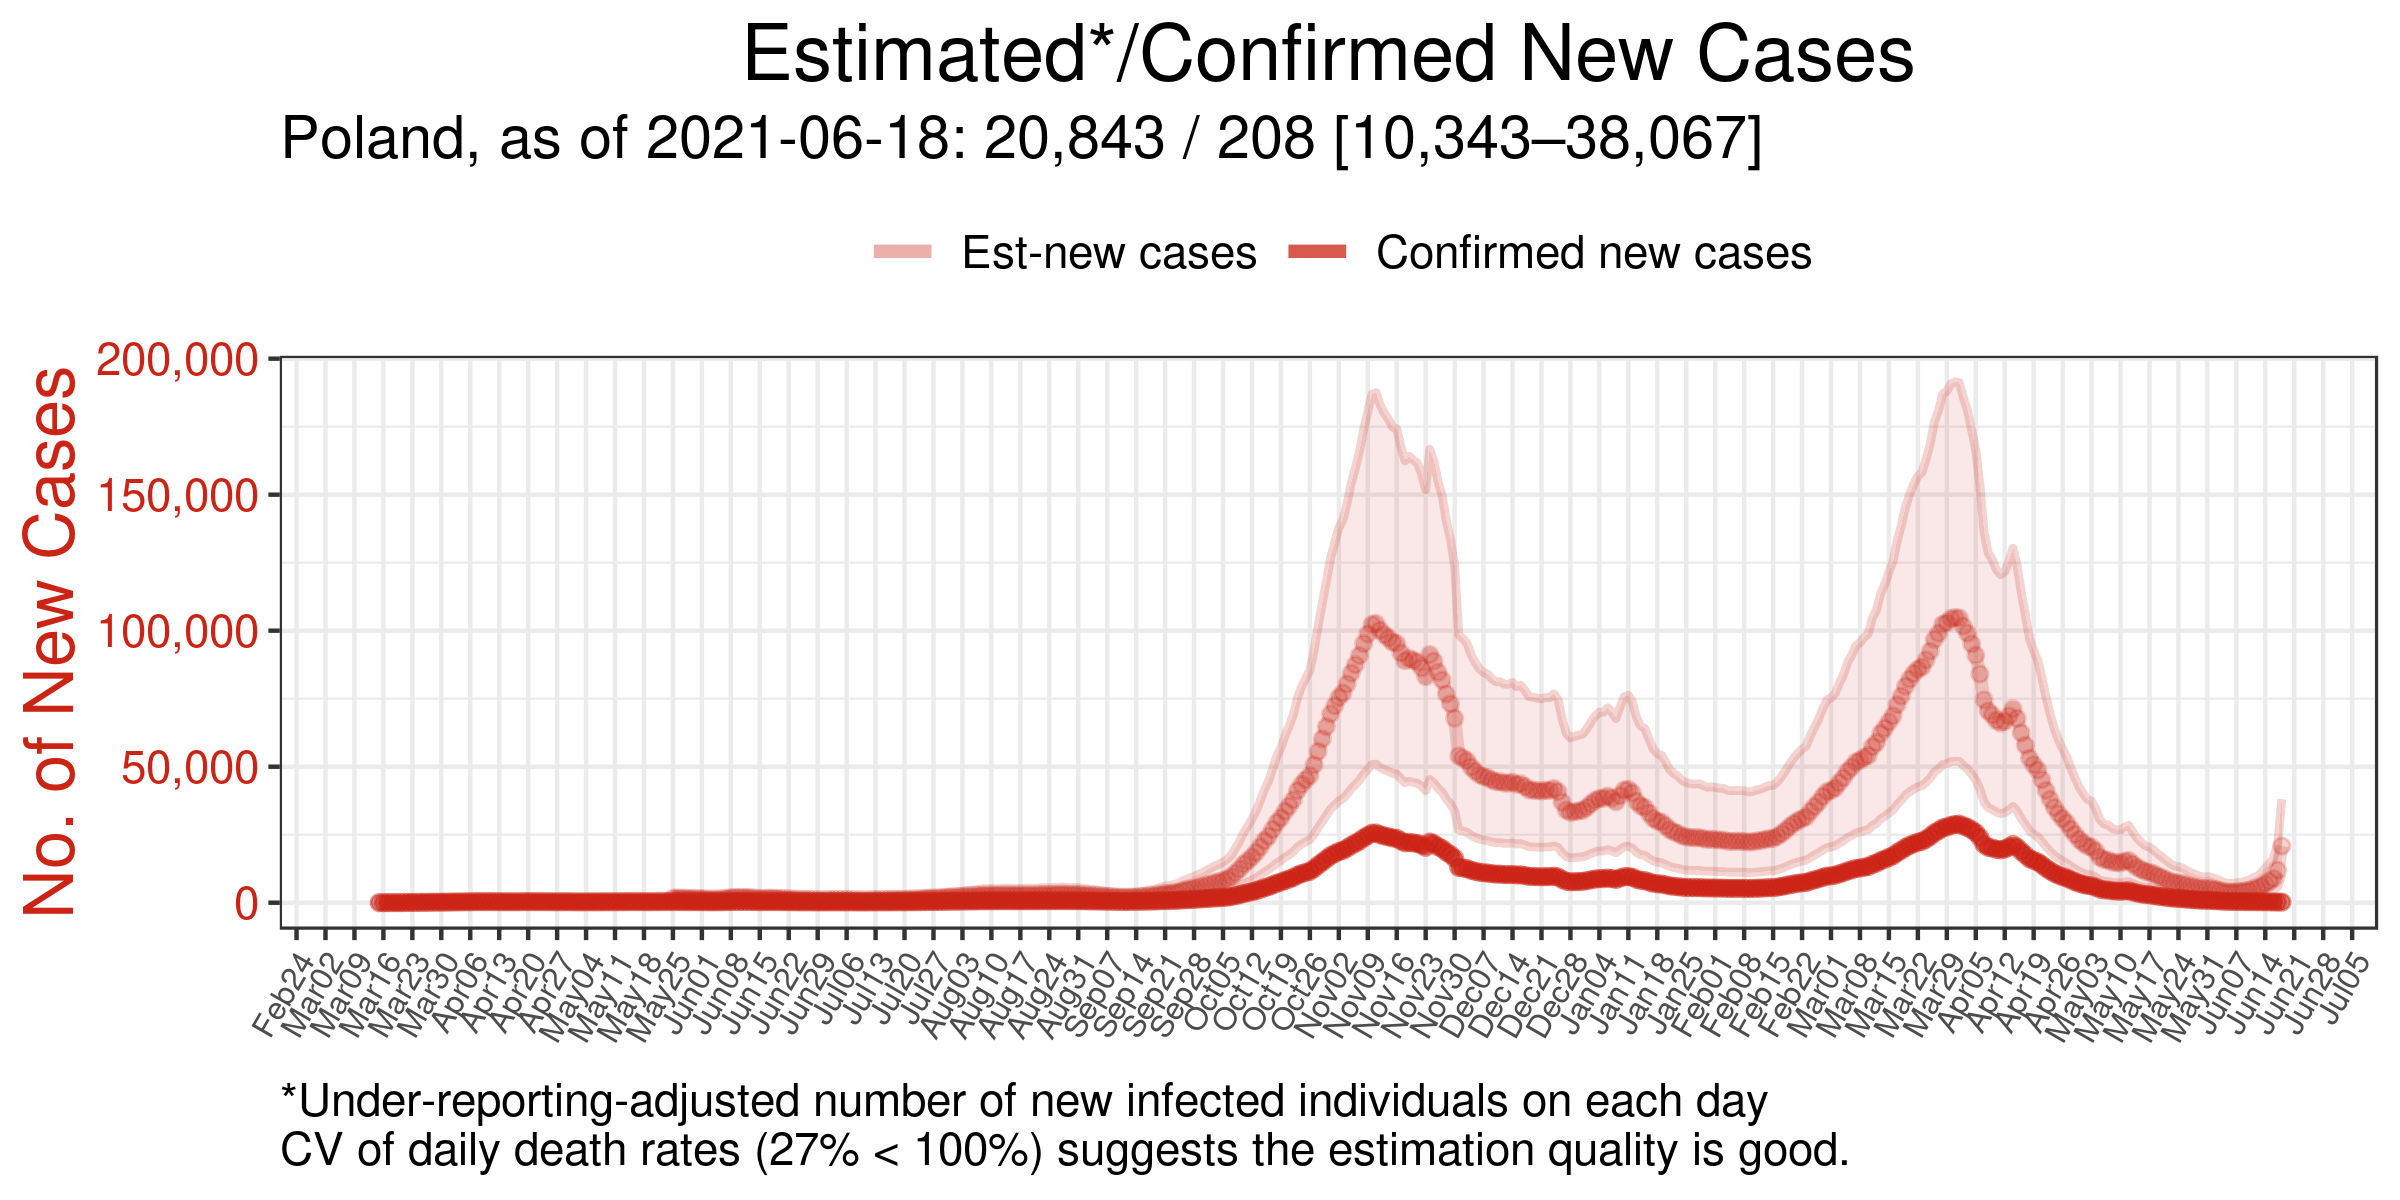 Estimated*/Confirmed New Cases
Poland, as of 2021-06-18: 20,843 / 208 [10,343–38,067]
Est-new cases
Confirmed new cases
No. of New Cases
200,000
150,000
100,000
50,000
0
Feb24
Mar02
Mar09
Mar16
Mar23
Mar30
Apr06
Apr13
Apr20
Apr27
May04
May11
May18
May25
Jun01
Jun08
Jun15
Jun22
Jun29
Jul06
Jul13
Jul20
Jul27
Aug03
Aug10
Aug17
Aug24
Aug31
Sep07
Sep14
Sep21
Sep28
Oct05
Oct12
Oct19
Oct26
Nov02
Nov09
Nov16
Nov23
Nov30
Dec07
Dec14
Dec21
Dec28
Jan04
Jan11
Jan18
Jan25
Feb01
Feb08
Feb15
Feb22
Mar01
Mar08
Mar15
Mar22
Mar29
Apr05
Apr12
Apr19
Apr26
May03
May10
May17
May24
May31
Jun07
Jun14
Jun21
Jun28
Jul05
*Under-reporting-adjusted number of new infected individuals on each day
CV of daily death rates (27% < 100%) suggests the estimation quality is good.